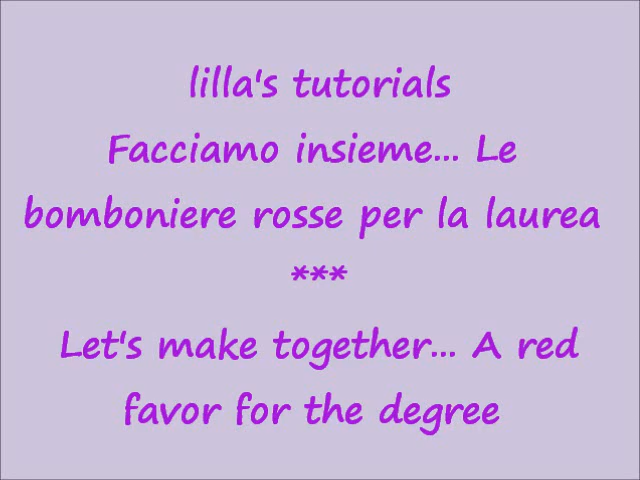 lilla's tutorials
Facciamo insieme... Le
bomboniere rosse per la laurea
***
Let's make together... A red
favor for the degree